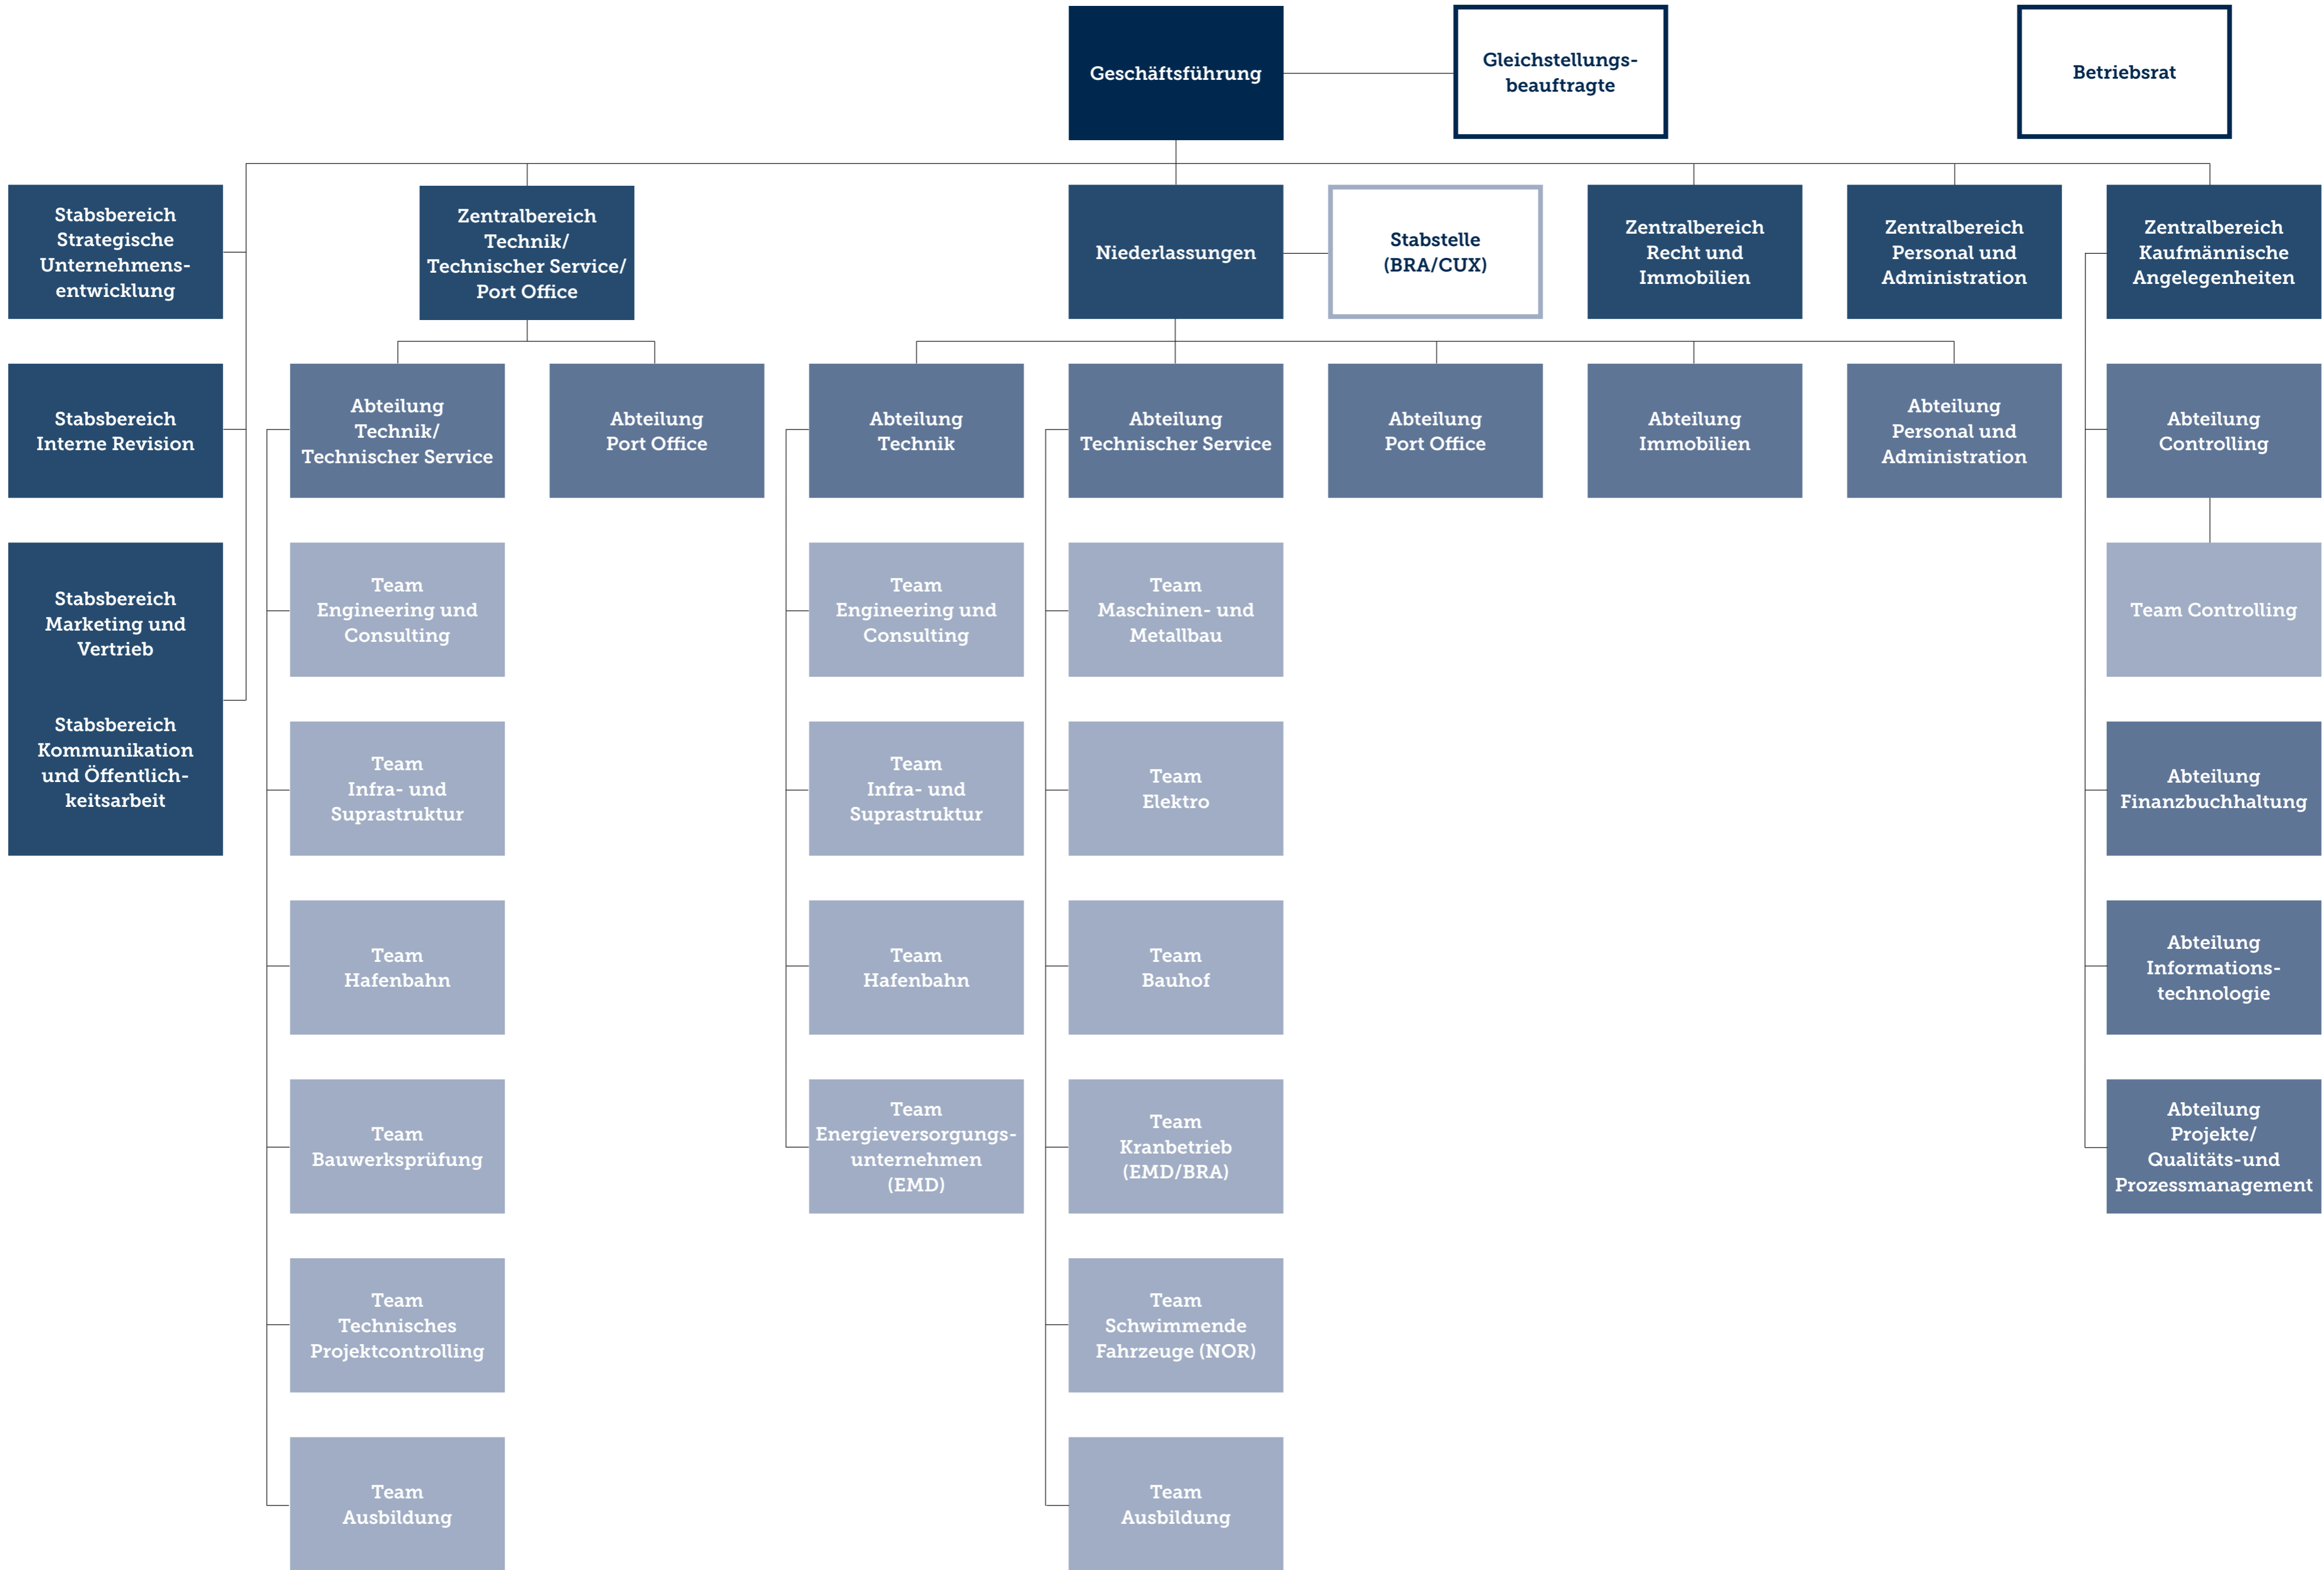 Geschäftsführung
Gleichstellungs-
beauftragte
Betriebsrat
Stabsbereich
Strategische
Unternehmens-
entwicklung
Zentralbereich
Technik/
Technischer Service/
Port Office
Niederlassungen
Stabstelle
(BRA/CUX)
Zentralbereich
Recht und
Immobilien
Zentralbereich
Personal und
Administration
Zentralbereich
Kaufmännische
Angelegenheiten
Stabsbereich
Interne Revision
Abteilung
Technik/
Technischer Service
Abteilung
Port Office
Abteilung
Technik
Abteilung
Technischer Service
Abteilung
Port Office
Abteilung
Immobilien
Abteilung
Personal und
Administration
Abteilung
Controlling
Stabsbereich
Marketing und
Vertrieb
Stabsbereich
Kommunikation
und Öffentlich-
keitsarbeit
Team
Engineering und
Consulting
Team
Engineering und
Consulting
Team
Maschinen- und
Metallbau
Team Controlling
Team
Infra- und
Suprastruktur
Team
Infra- und
Suprastruktur
Team
Elektro
Abteilung
Finanzbuchhaltung
Team
Hafenbahn
Team
Hafenbahn
Team
Bauhof
Abteilung
Informations-
technologie
Team
Bauwerksprüfung
Team
Energieversorgungs-
unternehmen
(EMD)
Team
Kranbetrieb
(EMD/BRA)
Abteilung
Projekte/
Qualitäts-und
Prozessmanagement
Team
Technisches
Projektcontrolling
Team
Schwimmende
Fahrzeuge (NOR)
Team
Ausbildung
Team
Ausbildung